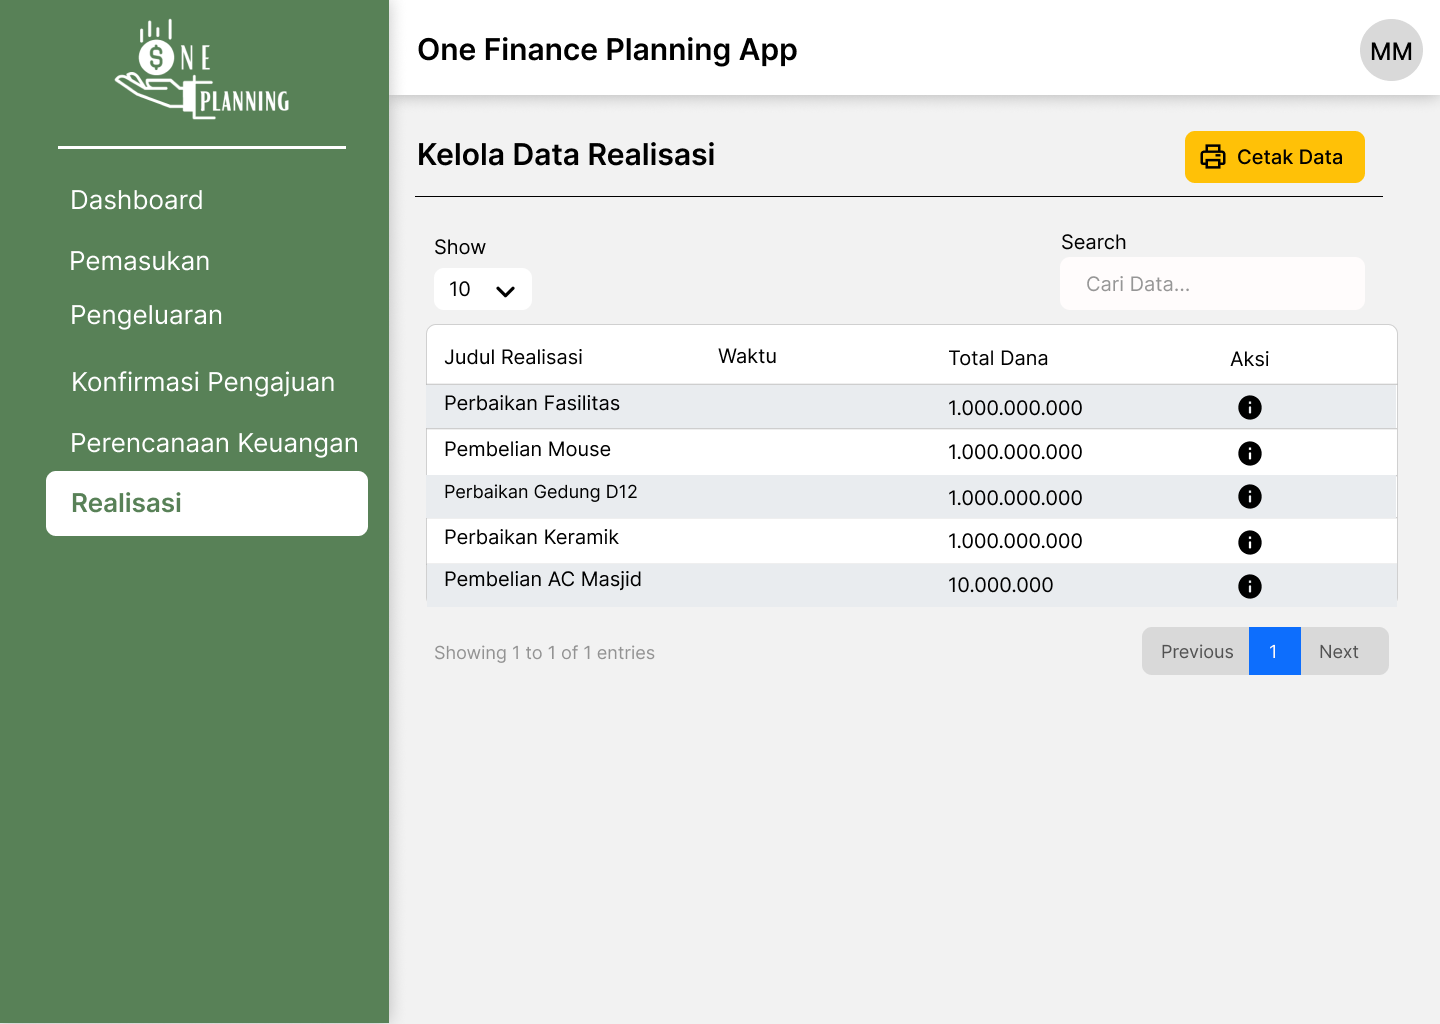 $ NE
PLANNING
One Finance Planning App
MM
Dashboard
Pemasukan
Pengeluaran
Konfirmasi Pengajuan
Perencanaan Keuangan
Realisasi
Kelola Data Realisasi
Cetak Data
Show
10
Search
Cari Data...
Judul Realisasi Waktu Total Dana Aksi
Perbaikan Fasilitas 1.000.000.000
Pembelian Mouse 1.000.000.000
Perbaikan Gedung D12 1.000.000.000
Perbaikan Keramik 1.000.000.000
Pembelian AC Masjid 10.000.000
Showing 1 to 1 of 1 entries
Previous 1 Next